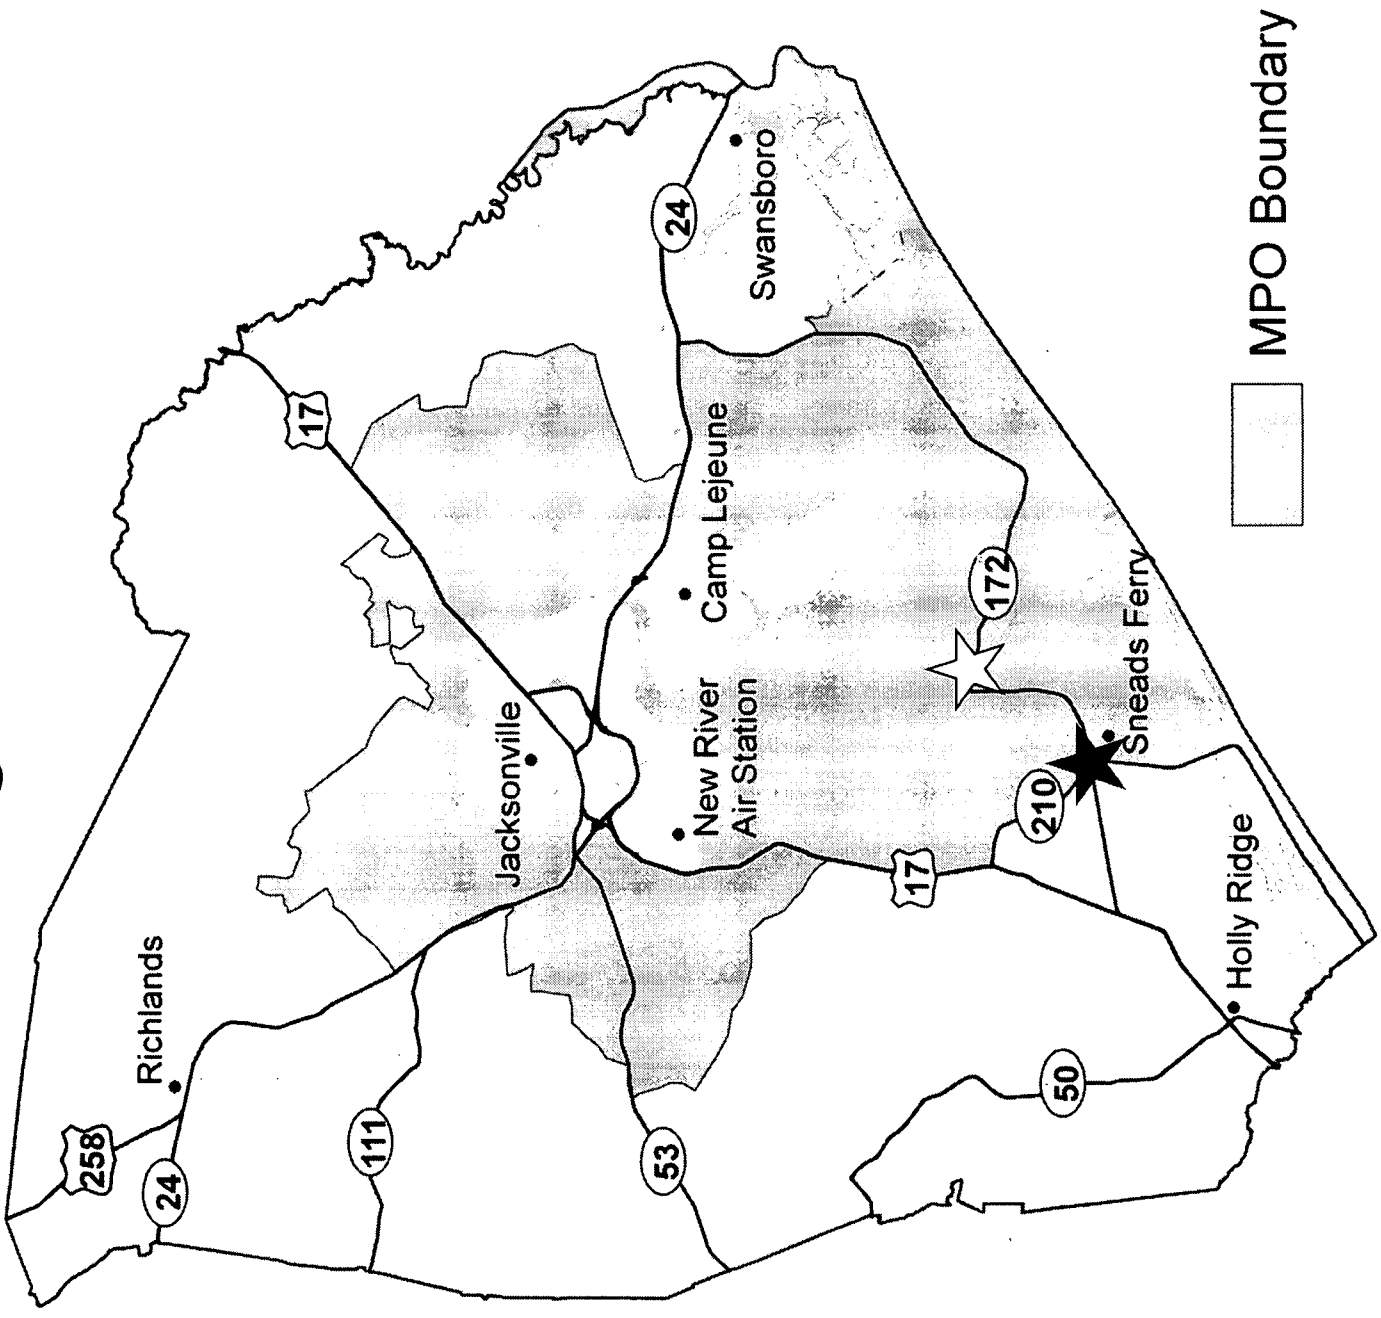 258
Richlands
24
17
111
Jacksonville
53
24
New River
Air Station
Camp Lejeune
Swansboro
17
172
210
50
Sneads Ferry
Holly Ridge
MPO Boundary